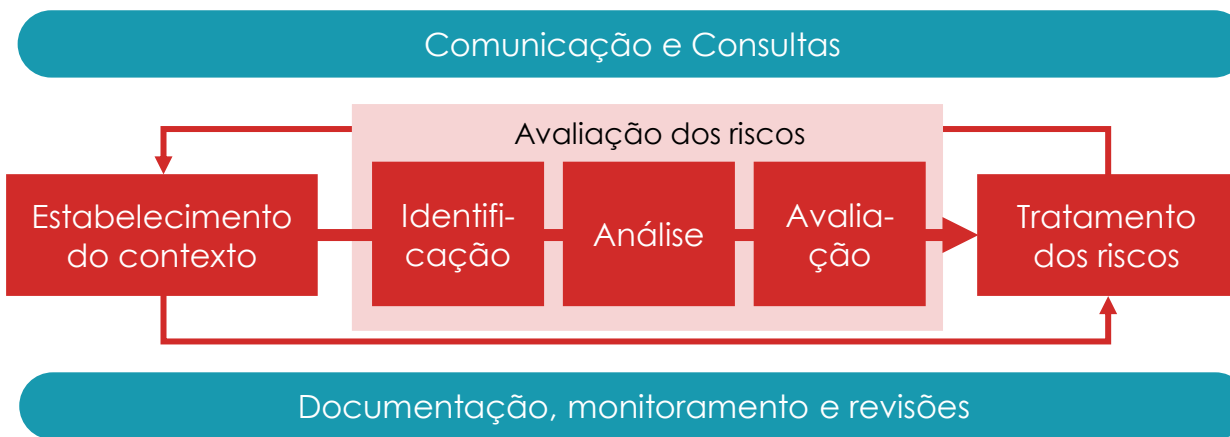 Comunicação e Consultas
Avaliação dos riscos
Estabelecimento
do contexto
Identifi-
cação
Análise
Avalia-
ção
Tratamento
dos riscos
Documentação, monitoramento e revisões